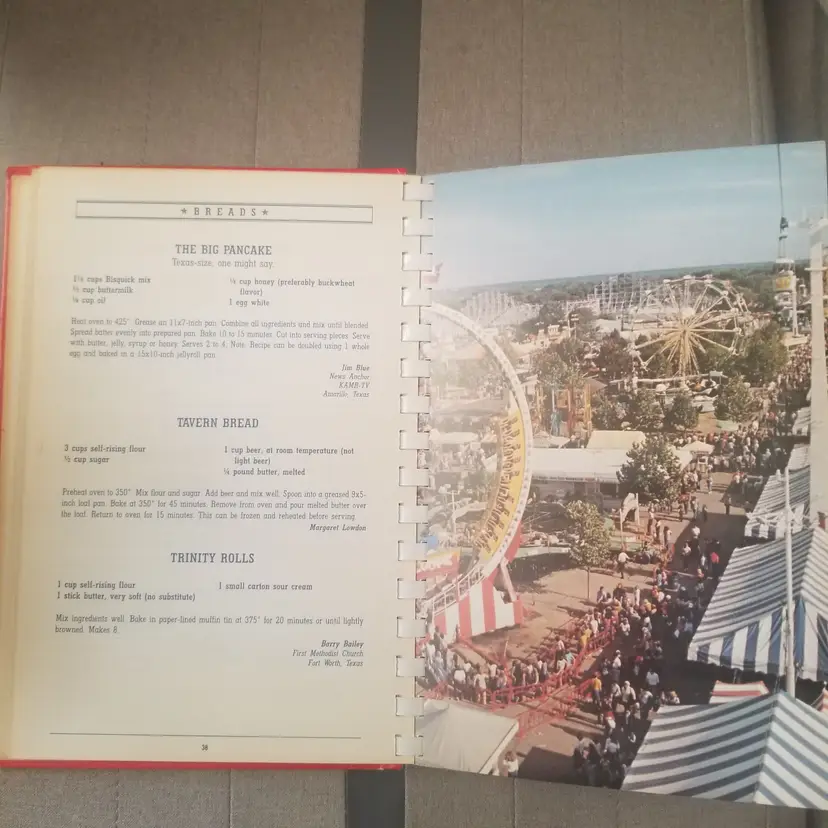 ★ BREADS ★
THE BIG PANCAKE
Texas-size, one might say.
cups Bisquick mix
cup buttermilk
cup oil
cup honey (preferably buckwheat
flavor)
1 egg white
Heat oven to 425°. Grease an 11x7-inch pan. Combine all ingredients and mix until blended.
Spread batter evenly into prepared pan. Bake 10 to 15 minutes. Cut into serving pieces. Serve
with butter, jelly, syrup or honey. Serves 2 to 4. Note: Recipe can be doubled using 1 whole
egg and baked in a 15x10-inch jellyroll pan.
Jim Blue
News Anchor
KAMR-TV
Amarillo, Texas
TAVERN BREAD
3 cups self-rising flour
½ cup sugar
1 cup beer, at room temperature (not
light beer)
¼ pound butter, melted
Preheat oven to 350°. Mix flour and sugar. Add beer and mix well. Spoon into a greased 9x5-
inch loaf pan. Bake at 350° for 45 minutes. Remove from oven and pour melted butter over
the loaf. Return to oven for 15 minutes. This can be frozen and reheated before serving.
Margaret Lowdon
TRINITY ROLLS
1 cup self-rising flour
1 stick butter, very soft (no substitute)
1 small carton sour cream
Mix ingredients well. Bake in paper-lined muffin tin at 375° for 20 minutes or until lightly
browned. Makes 8.
Barry Bailey
First Methodist Church
Fort Worth, Texas